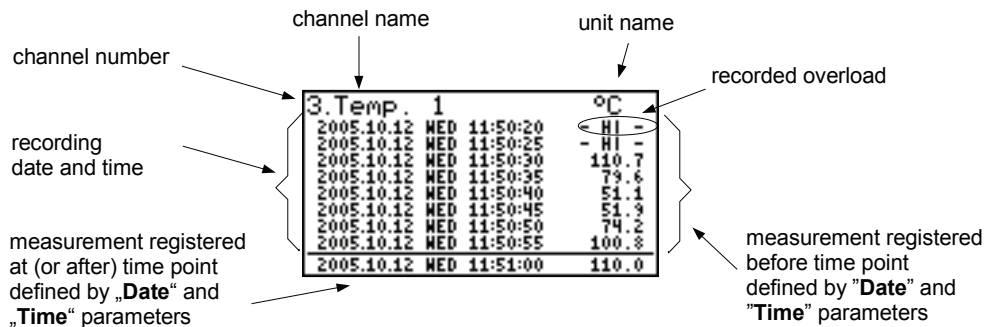 channel name
unit name
channel number
recorded overload
3.Temp. 1 °C
2005.10.12 WED 11:50:20 - HI -
2005.10.12 WED 11:50:25 - HI -
2005.10.12 WED 11:50:30 110.7
2005.10.12 WED 11:50:35 79.6
2005.10.12 WED 11:50:40 51.1
2005.10.12 WED 11:50:45 51.9
2005.10.12 WED 11:50:50 74.2
2005.10.12 WED 11:50:55 100.8
2005.10.12 WED 11:51:00 110.0
recording
date and time
measurement registered
at (or after) time point
defined by „Date“ and
„Time“ parameters
measurement registered
before time point
defined by ”Date” and
”Time” parameters